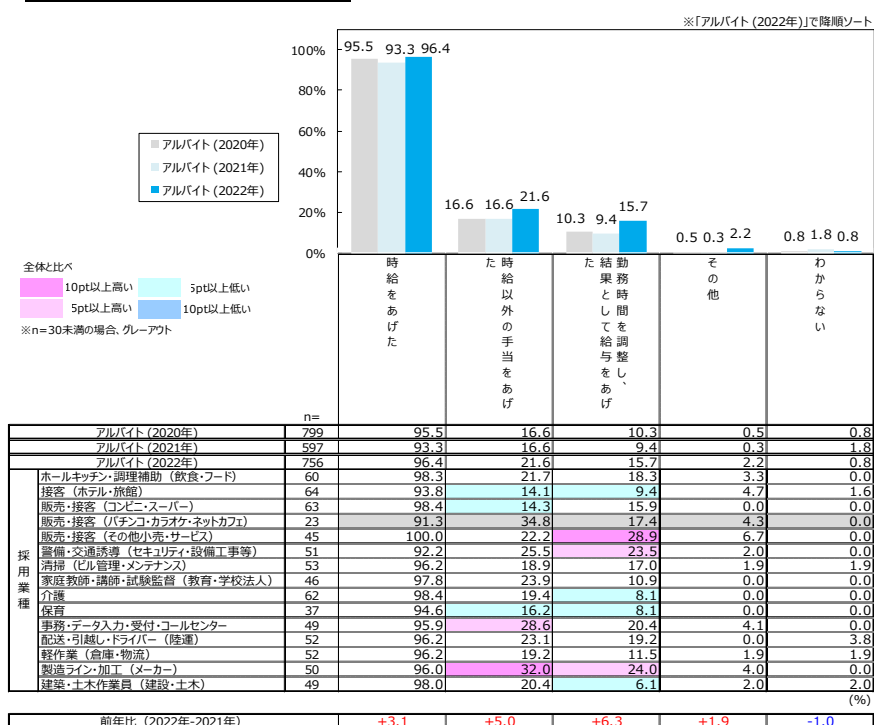 ※「アルバイト (2022年)」で降順ソート
100%
80%
60%
40%
20%
0%
95.5 93.3 96.4
16.6 16.6 21.6
10.3 9.4 15.7
0.5 0.3 2.2
0.8 1.8 0.8
アルバイト (2020年)
アルバイト (2021年)
アルバイト (2022年)
全体と比べ
10pt以上高い 5pt以上低い
5pt以上高い 10pt以上低い
※n=30未満の場合、グレーアウト
時給をあげた
時給以外の手当をあげ
た
勤務時間を調整し、
結果として給与をあげ
た
その他
わからない
n=
アルバイト (2020年) 799 95.5 16.6 10.3 0.5 0.8
アルバイト (2021年) 597 93.3 16.6 9.4 0.3 1.8
アルバイト (2022年) 756 96.4 21.6 15.7 2.2 0.8
採用業種
ホールキッチン・調理補助（飲食・フード） 60 98.3 21.7 18.3 3.3 0.0
接客（ホテル・旅館） 64 93.8 14.1 9.4 4.7 1.6
販売・接客（コンビニ・スーパー） 63 98.4 14.3 15.9 0.0 0.0
販売・接客（パチンコ・カラオケ・ネットカフェ） 23 91.3 34.8 17.4 4.3 0.0
販売・接客（その他小売・サービス） 45 100.0 22.2 28.9 6.7 0.0
警備・交通誘導（セキュリティ・設備工事等） 51 92.2 25.5 23.5 2.0 0.0
清掃（ビル管理・メンテナンス） 53 96.2 18.9 17.0 1.9 1.9
家庭教師・講師・試験監督（教育・学校法人） 46 97.8 23.9 10.9 0.0 0.0
介護 62 98.4 19.4 8.1 0.0 0.0
保育 37 94.6 16.2 8.1 0.0 0.0
事務・データ入力・受付・コールセンター 49 95.9 28.6 20.4 4.1 0.0
配送・引越し・ドライバー（陸運） 52 96.2 23.1 19.2 0.0 3.8
軽作業（倉庫・物流） 52 96.2 19.2 11.5 1.9 1.9
製造ライン・加工（メーカー） 50 96.0 32.0 24.0 4.0 0.0
建築・土木作業員（建設・土木） 49 98.0 20.4 6.1 2.0 2.0
(%)
前年比（2022年-2021年） +3.1 +5.0 +6.3 +1.9 -1.0